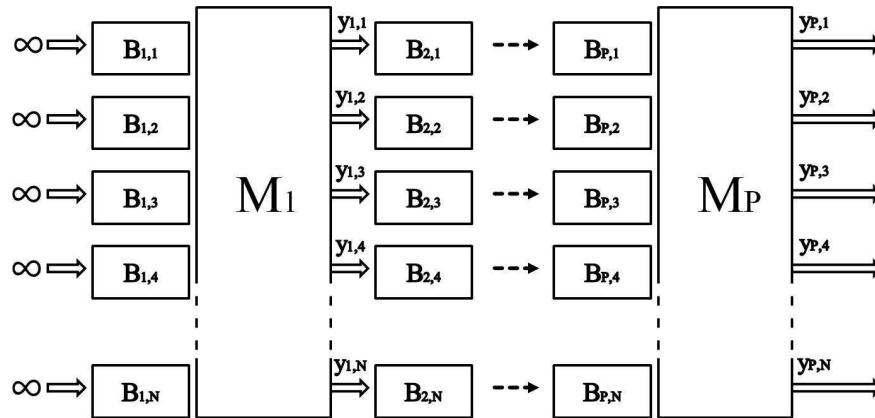 y1,1 yP,1
∞ B1,1 B2,1 BP,1
y1,2 yP,2
∞ B1,2 B2,2 BP,2
y1,3 yP,3
∞ B1,3 M1 B2,3 BP,3 MP
y1,4 yP,4
∞ B1,4 B2,4 BP,4
y1,N yP,N
∞ B1,N B2,N BP,N